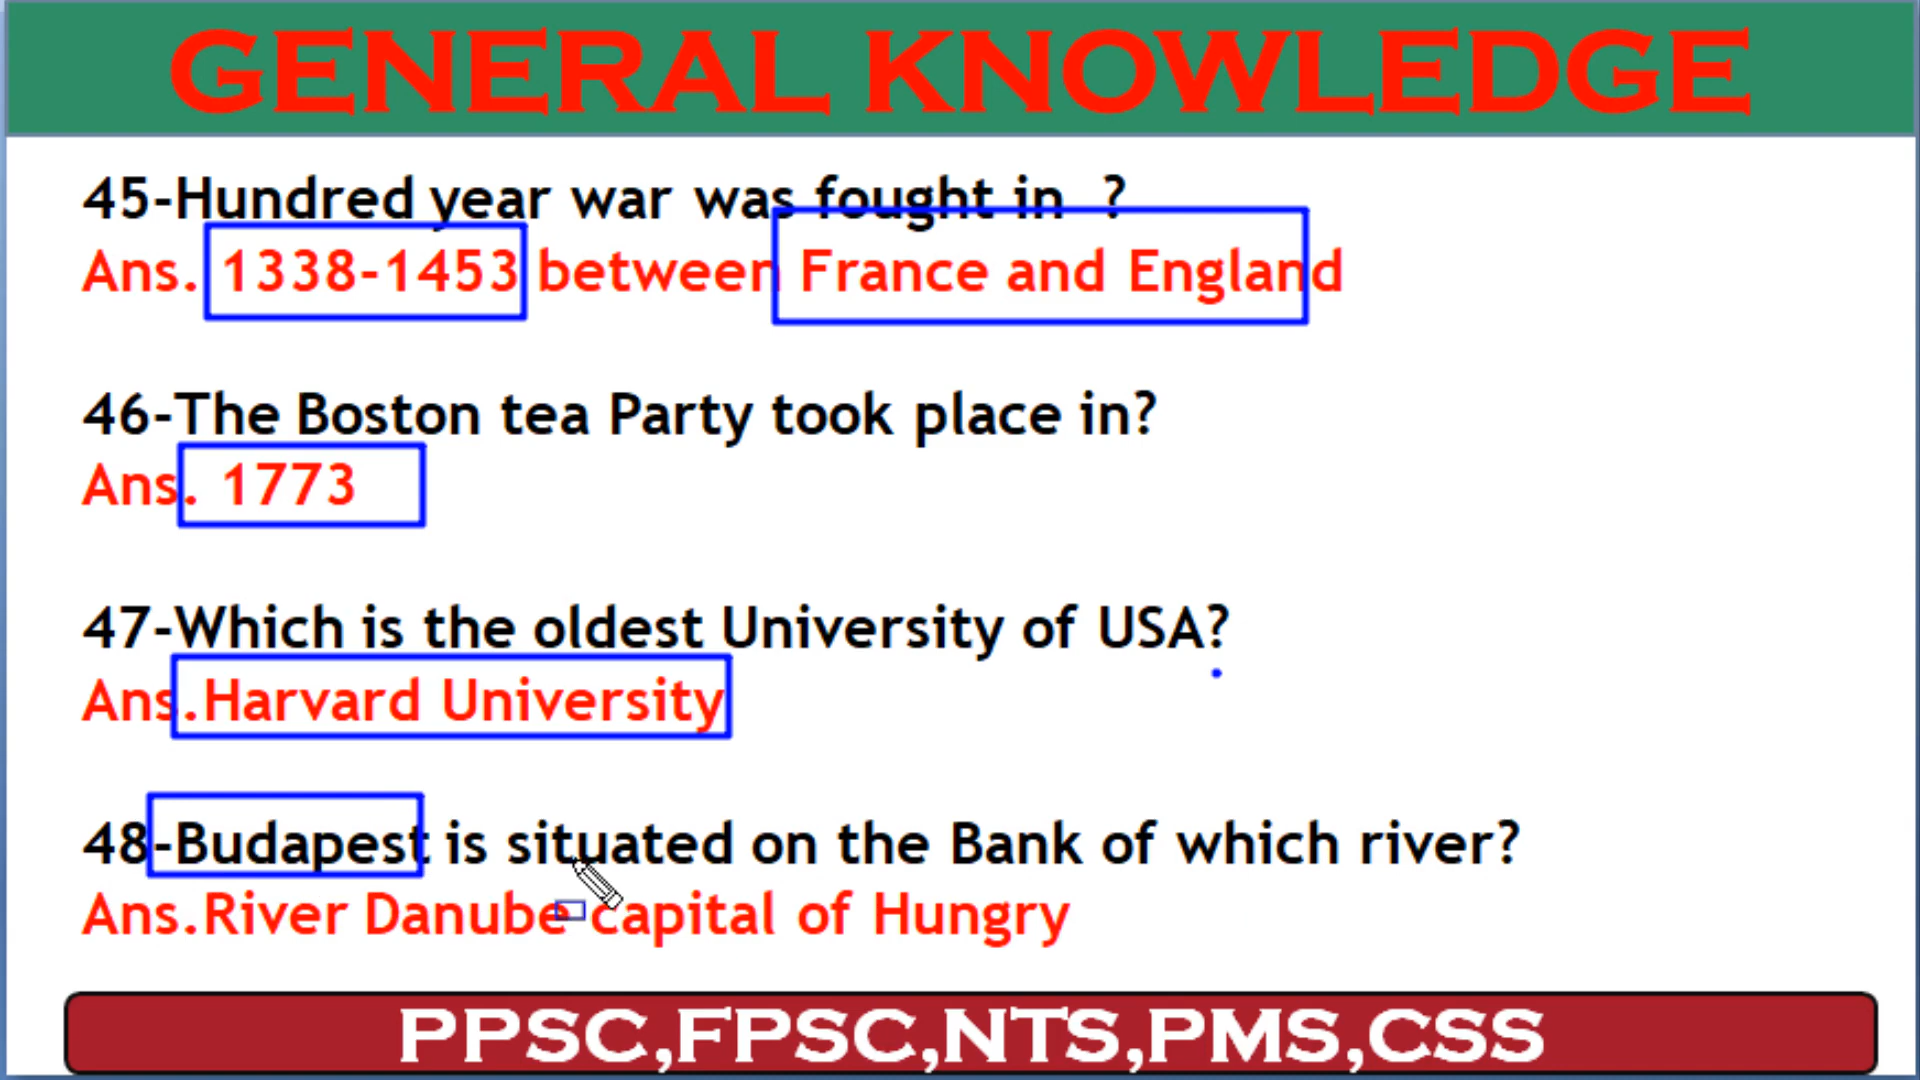 GENERAL KNOWLEDGE
45-Hundred year war was fought in ?
Ans. 1338-1453 between France and England
46-The Boston tea Party took place in?
Ans. 1773
47-Which is the oldest University of USA?
Ans.Harvard University
48-Budapest is situated on the Bank of which river?
Ans.River Danube capital of Hungry
PPSC,FPSC,NTS,PMS,CSS